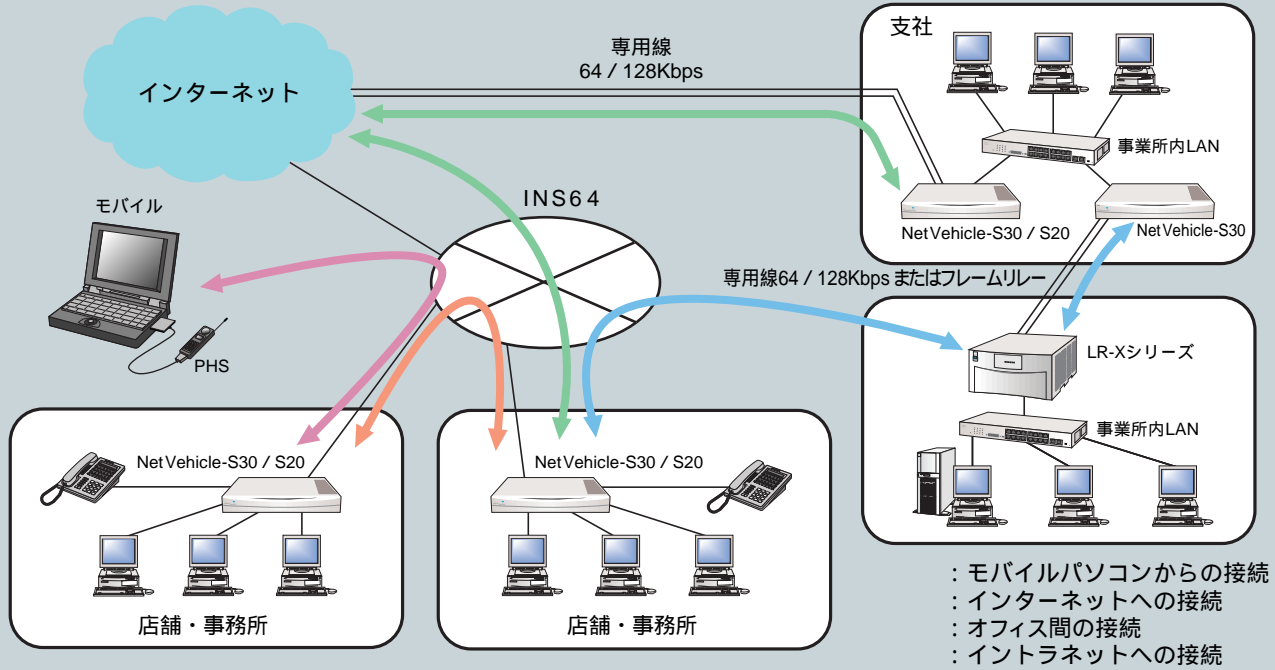 インターネット
専用線
64 / 128Kbps
支社
事業所内LAN
NetVehicle-S30 / S20
NetVehicle-S30
モバイル
PHS
INS64
専用線64 / 128Kbps またはフレームリレー
LR-Xシリーズ
事業所内LAN
NetVehicle-S30 / S20
店舗・事務所
NetVehicle-S30 / S20
店舗・事務所
：モバイルパソコンからの接続
：インターネットへの接続
：オフィス間の接続
：イントラネットへの接続